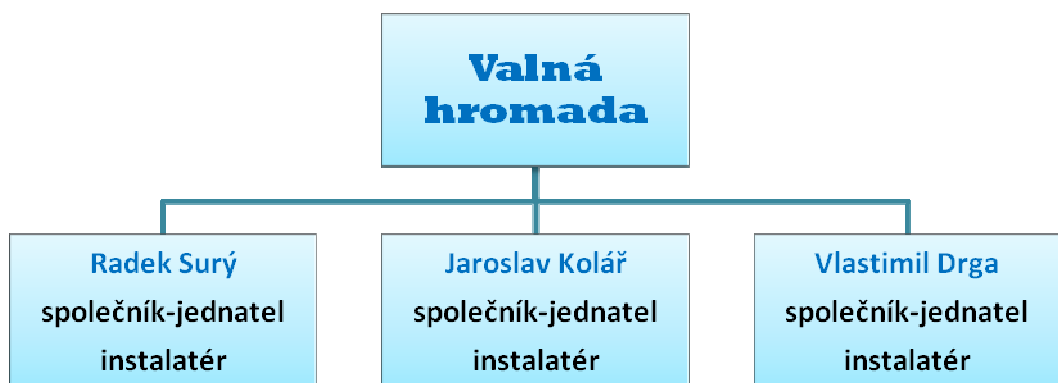 Valná
hromada
Radek Surý
společník-jednatel
instalatér
Jaroslav Kolář
společník-jednatel
instalatér
Vlastimil Drga
společník-jednatel
instalatér